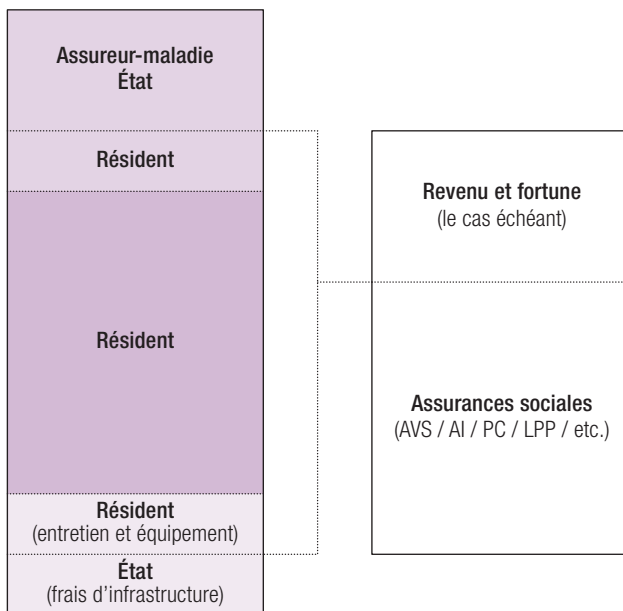 Assureur-maladie
État
Résident
Résident
Résident
(entretien et équipement)
État
(frais d’infrastructure)
Revenu et fortune
(le cas échéant)
Assurances sociales
(AVS / AI / PC / LPP / etc.)